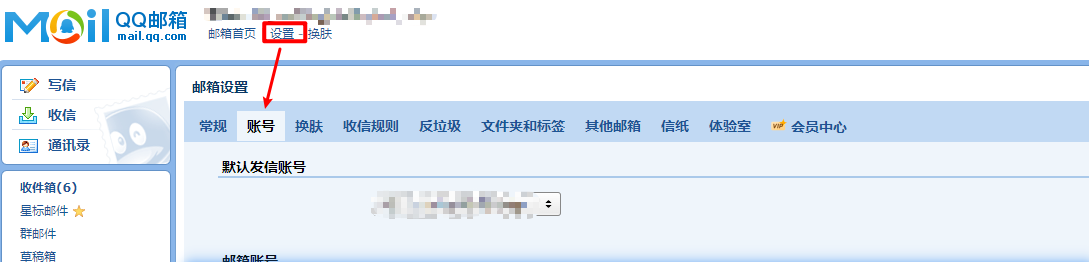 Mail QQ邮箱
mail.qq.com
邮箱首页 设置 - 换肤
写信
收信
通讯录
收件箱(6)
星标邮件
群邮件
草稿箱
邮箱设置
常规 账号 换肤 收信规则 反垃圾 文件夹和标签 其他邮箱 信纸 体验室 VIP 会员中心
默认发信账号
邮箱账号